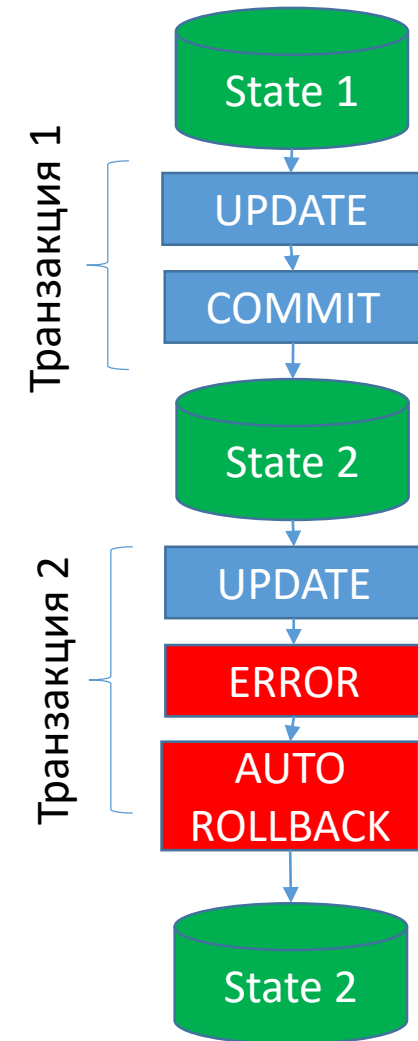 State 1
Транзакция 1
UPDATE
COMMIT
State 2
Транзакция 2
UPDATE
ERROR
AUTO
ROLLBACK
State 2